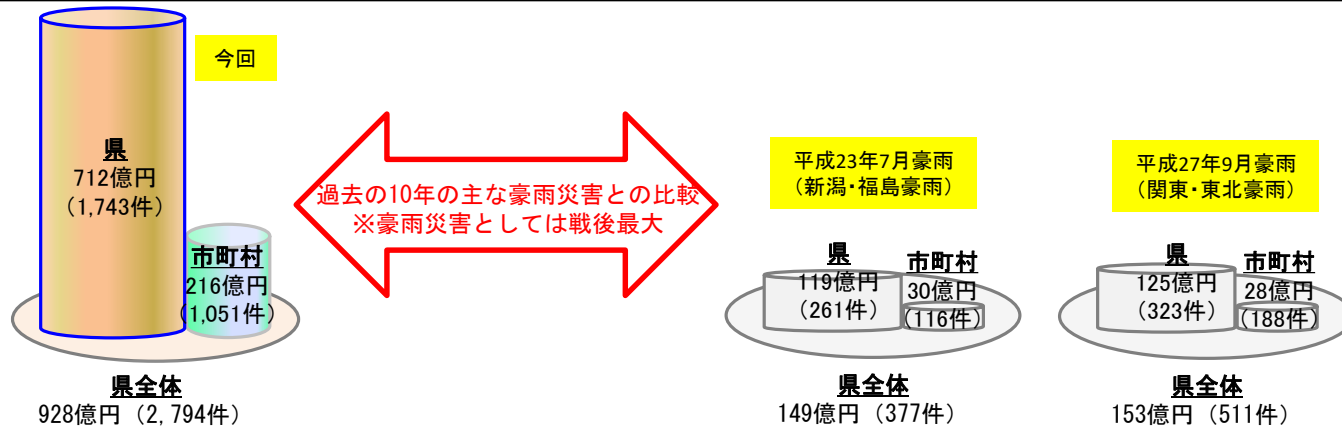 今回
県
712億円
（1,743件）
市町村
216億円
（1,051件）
県全体
928億円（2,794件）
過去の10年の主な豪雨災害との比較
※豪雨災害としては戦後最大
平成23年7月豪雨
（新潟・福島豪雨）
県
119億円
（261件）
市町村
30億円
（116件）
県全体
149億円（377件）
平成27年9月豪雨
（関東・東北豪雨）
県
125億円
（323件）
市町村
28億円
（188件）
県全体
153億円（511件）